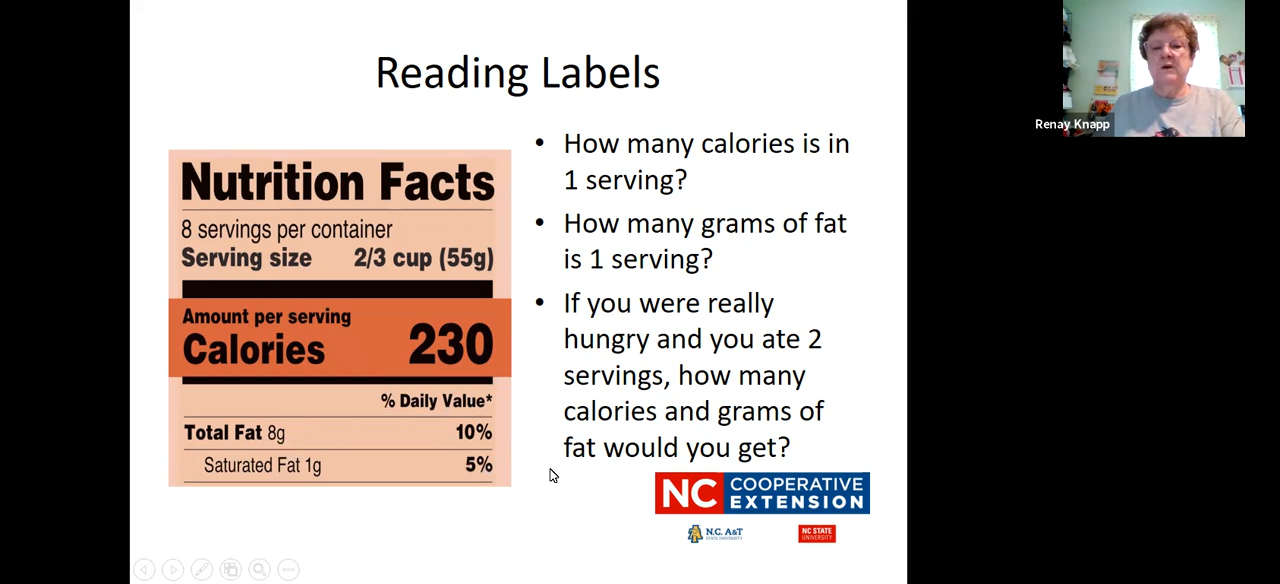 Reading Labels
Nutrition Facts
8 servings per container
Serving size 2/3 cup (55g)
Amount per serving
Calories 230
% Daily Value*
Total Fat 8g 10%
Saturated Fat 1g 5%
• How many calories is in
1 serving?
• How many grams of fat
is 1 serving?
• If you were really
hungry and you ate 2
servings, how many
calories and grams of
fat would you get?
NC COOPERATIVE
EXTENSION
N.C. A&T
STATE UNIVERSITY
NC STATE
UNIVERSITY
Renay Knapp